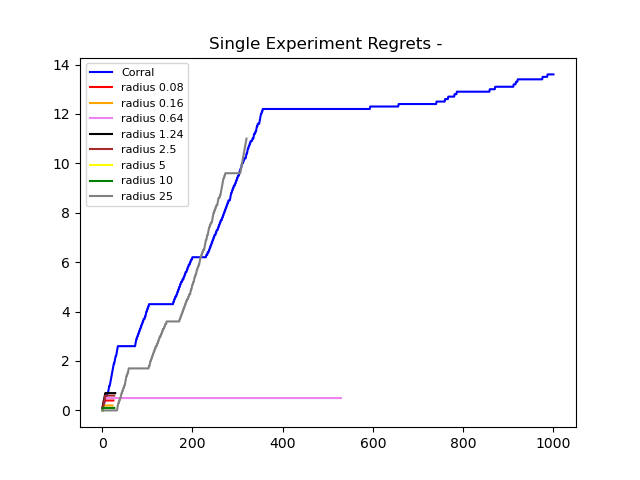 Single Experiment Regrets -
14
12
10
8
6
4
2
0
Corral
radius 0.08
radius 0.16
radius 0.64
radius 1.24
radius 2.5
radius 5
radius 10
radius 25
0 200 400 600 800 1000